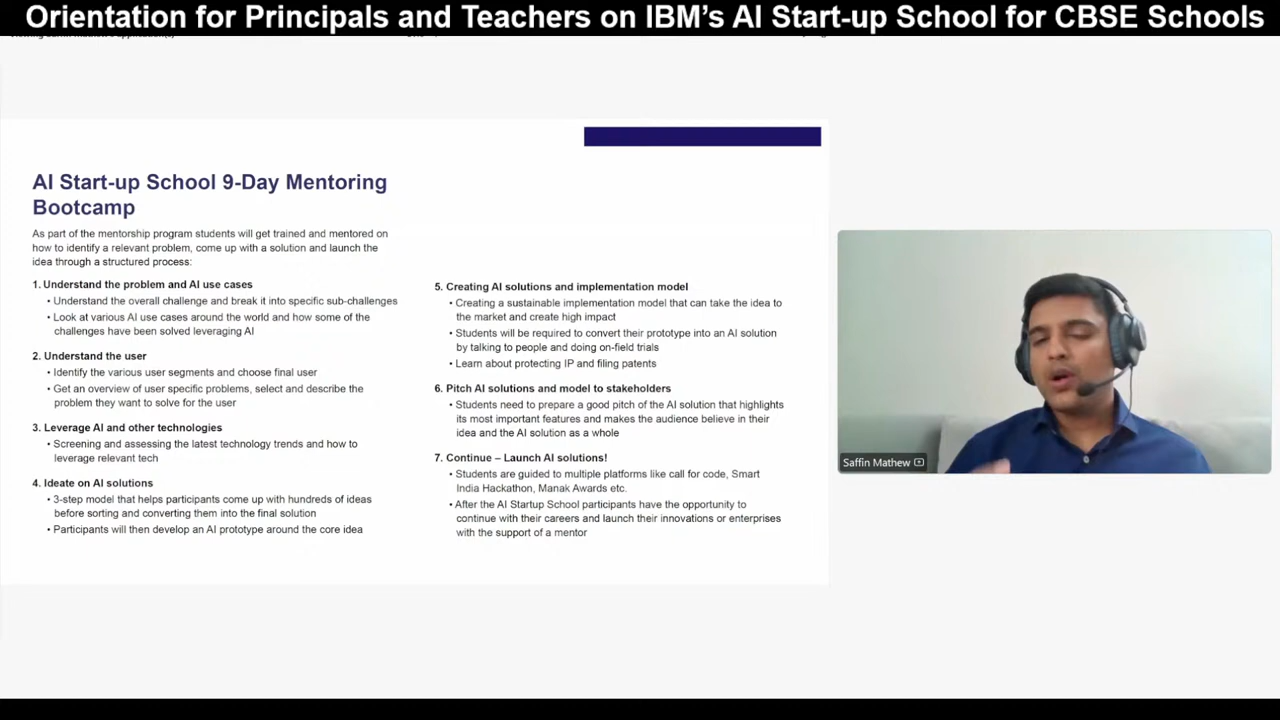 Orientation for Principals and Teachers on IBM's AI Start-up School for CBSE Schools
AI Start-up School 9-Day Mentoring
Bootcamp
As part of the mentorship program students will get trained and mentored on
how to identify a relevant problem, come up with a solution and launch the
idea through a structured process:
1. Understand the problem and AI use cases
• Understand the overall challenge and break it into specific sub-challenges
• Look at various AI use cases around the world and how some of the
challenges have been solved leveraging AI
2. Understand the user
• Identify the various user segments and choose final user
• Get an overview of user specific problems, select and describe the
problem they want to solve for the user
3. Leverage AI and other technologies
• Screening and assessing the latest technology trends and how to
leverage relevant tech
4. Ideate on AI solutions
• 3-step model that helps participants come up with hundreds of ideas
before sorting and converting them into the final solution
• Participants will then develop an AI prototype around the core idea
5. Creating AI solutions and implementation model
• Creating a sustainable implementation model that can take the idea to
the market and create high impact
• Students will be required to convert their prototype into an AI solution
by talking to people and doing on-field trials
• Learn about protecting IP and filing patents
6. Pitch AI solutions and model to stakeholders
• Students need to prepare a good pitch of the AI solution that highlights
its most important features and makes the audience believe in their
idea and the AI solution as a whole
7. Continue – Launch AI solutions!
• Students are guided to multiple platforms like call for code, Smart
India Hackathon, Manak Awards etc.
• After the AI Startup School participants have the opportunity to
continue with their careers and launch their innovations or enterprises
with the support of a mentor
Saffin Mathew